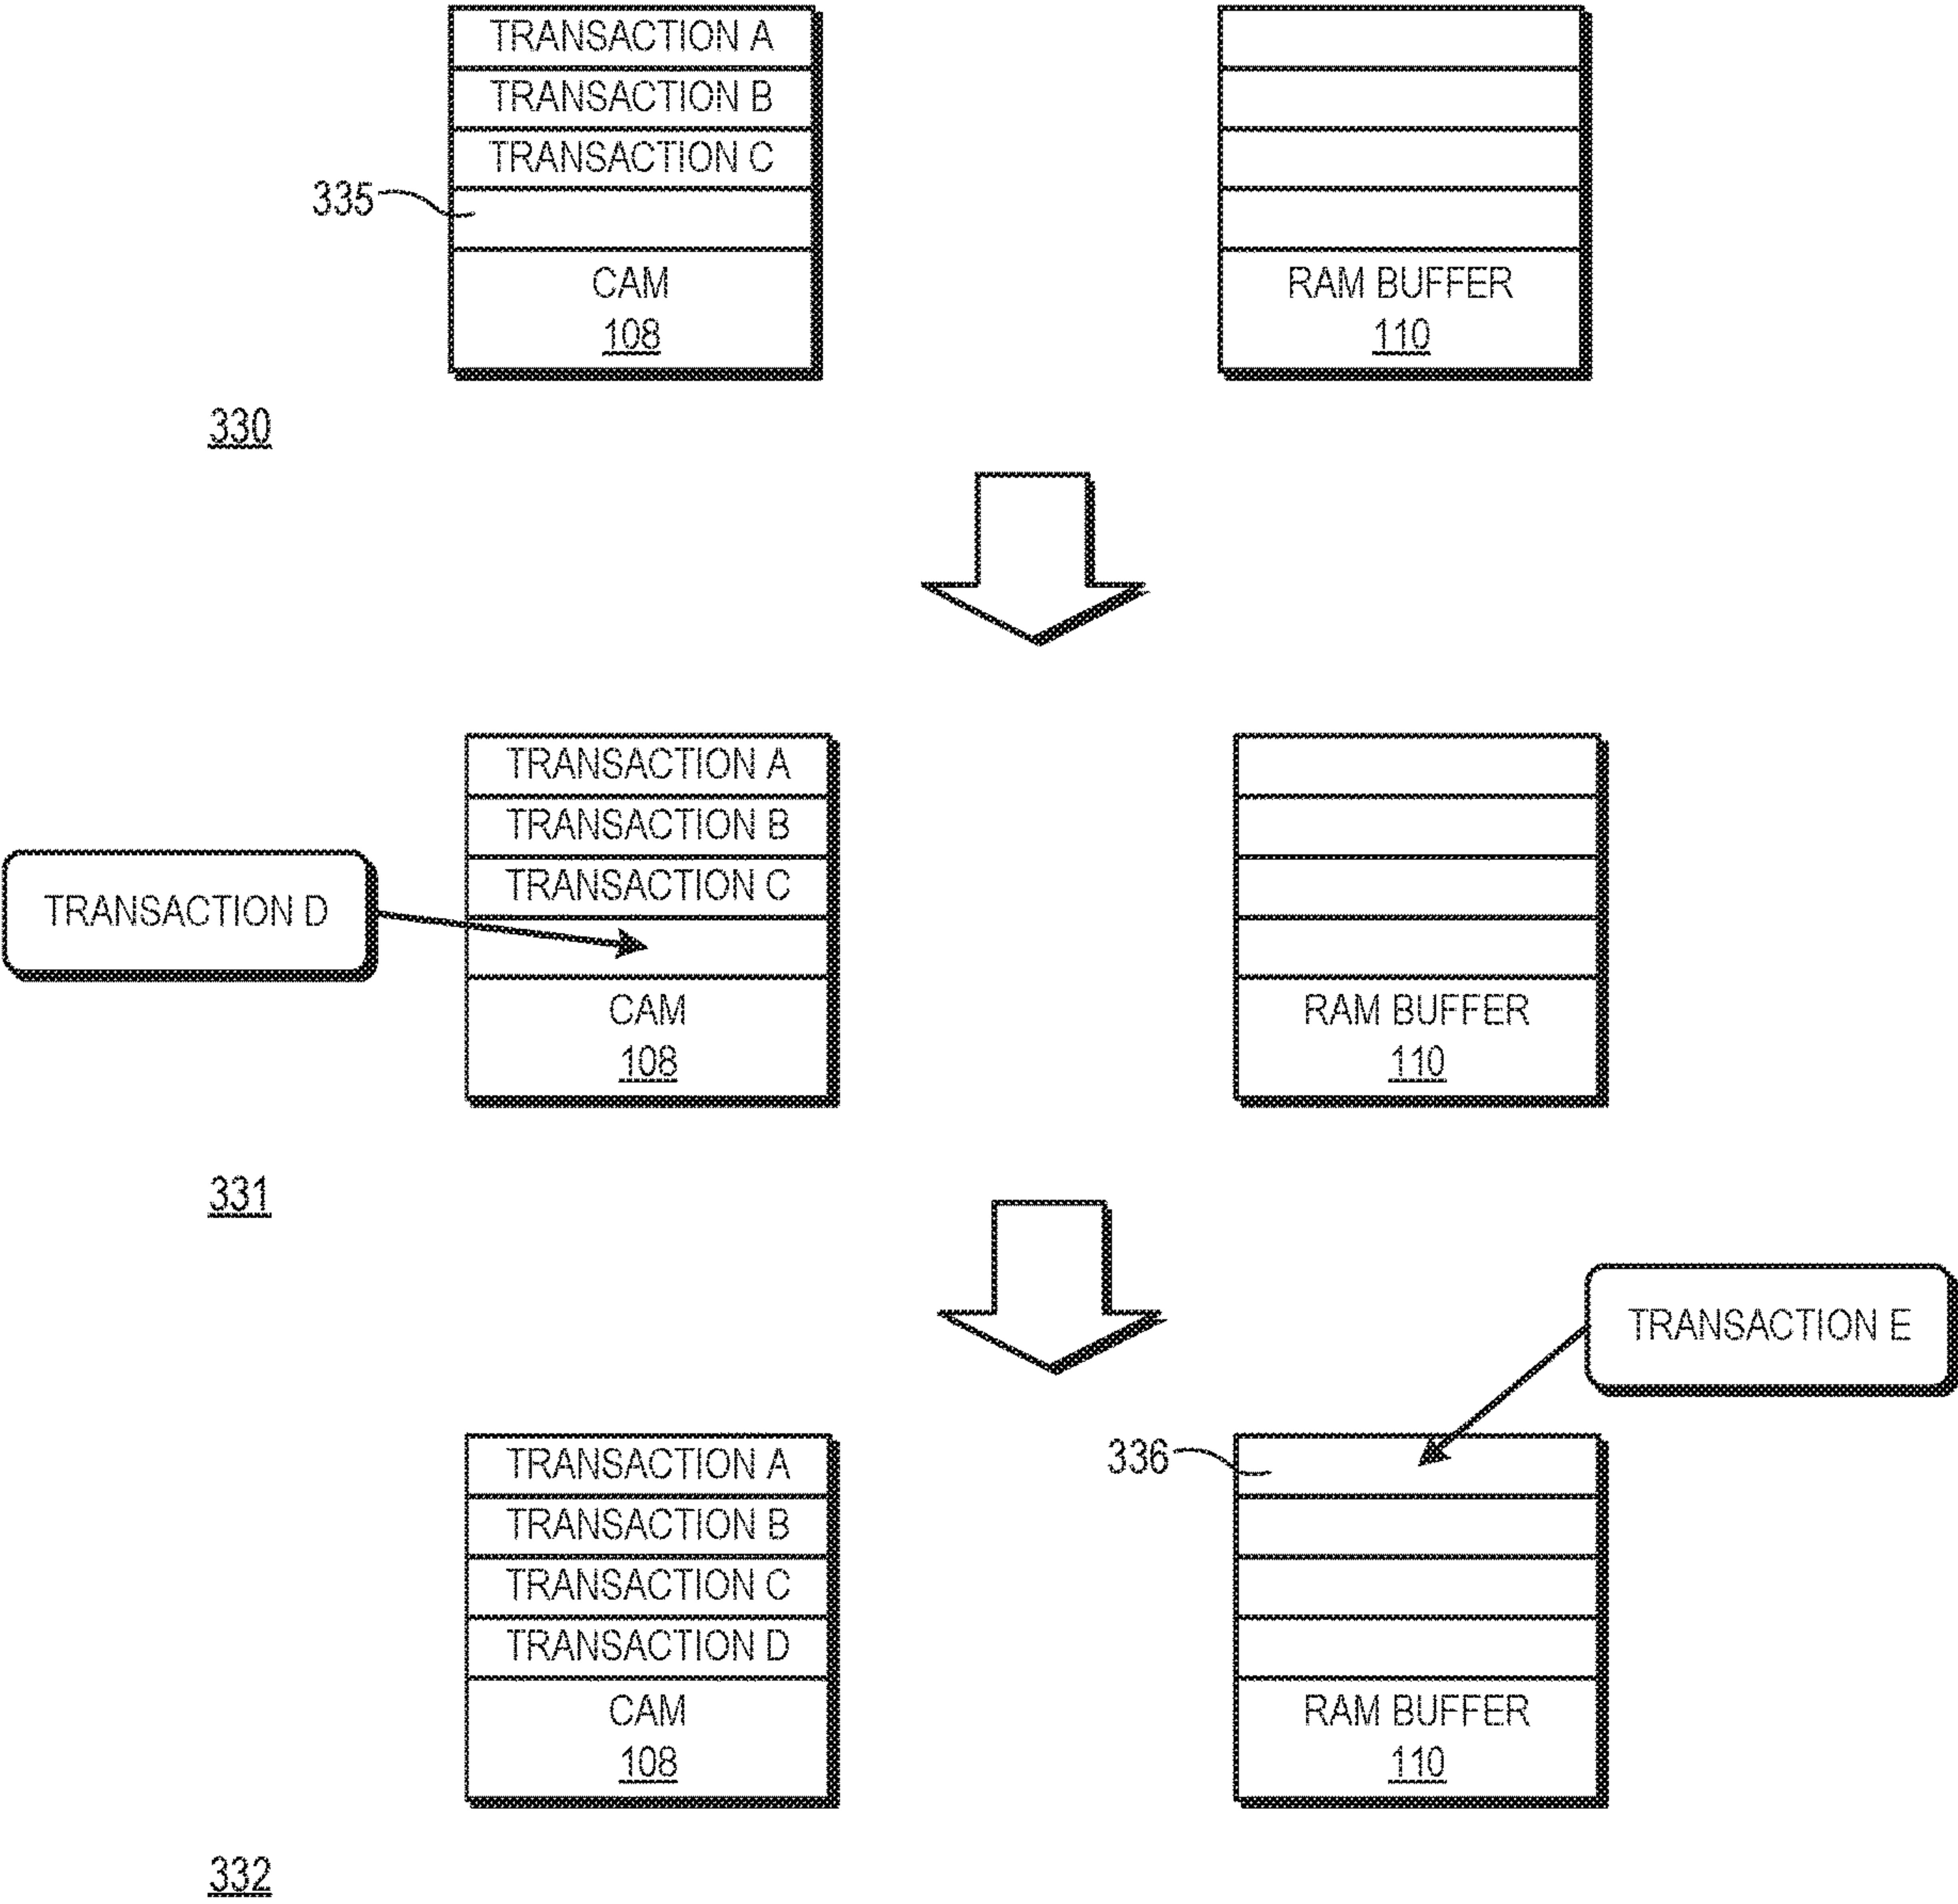 TRANSACTION A
TRANSACTION B
TRANSACTION C
335
CAM
108
RAM BUFFER
110
330
TRANSACTION A
TRANSACTION B
TRANSACTION C
TRANSACTION D
CAM
108
RAM BUFFER
110
331
TRANSACTION E
336
TRANSACTION A
TRANSACTION B
TRANSACTION C
TRANSACTION D
CAM
108
RAM BUFFER
110
332